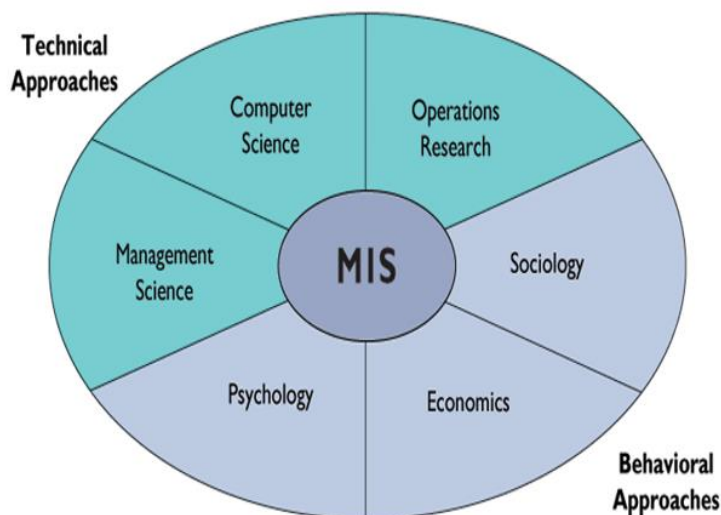 Technical
Approaches
Computer
Science
Operations
Research
Management
Science
MIS
Sociology
Psychology
Economics
Behavioral
Approaches